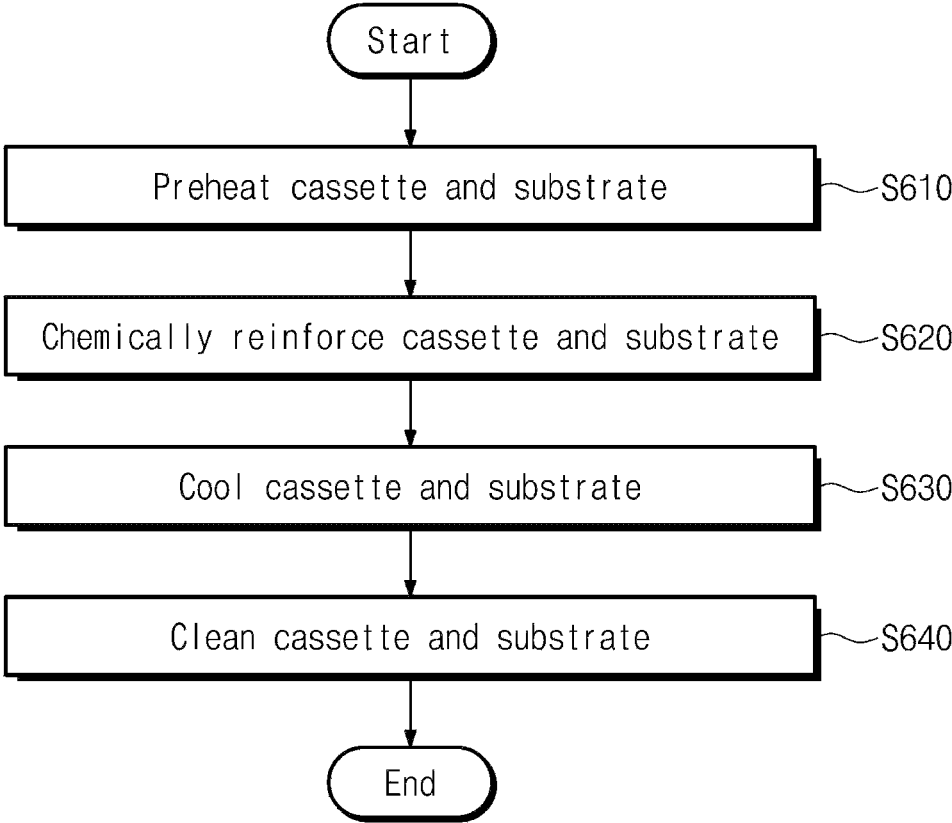 Start
Preheat cassette and substrate
S610
Chemically reinforce cassette and substrate
S620
Cool cassette and substrate
S630
Clean cassette and substrate
S640
End